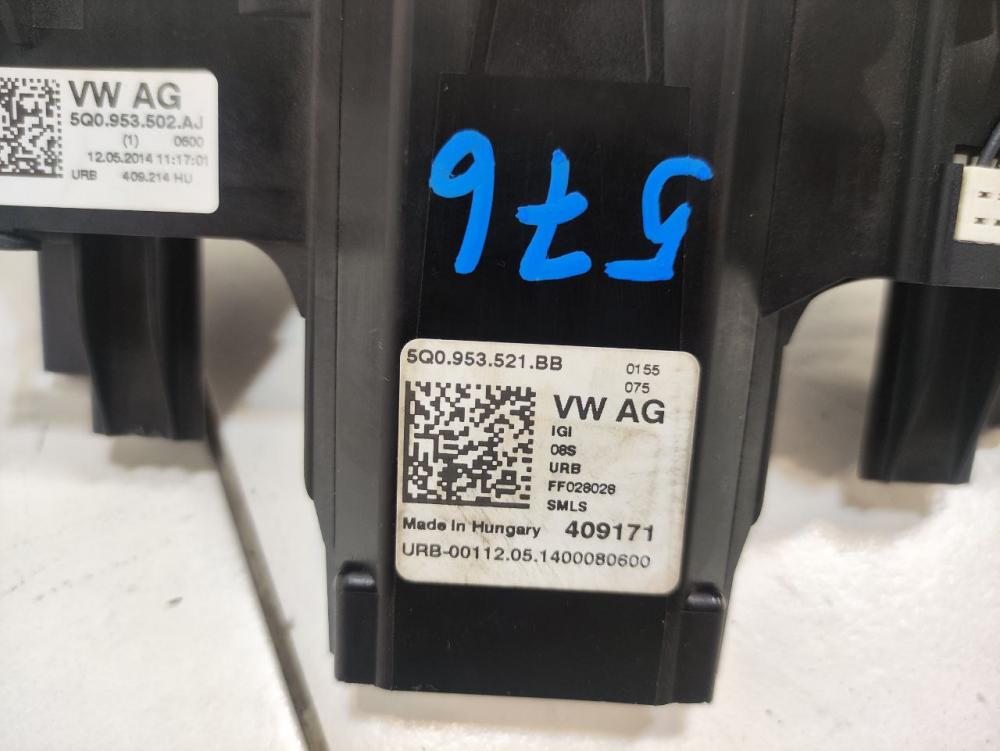 VW AG
5Q0.953.502.AJ
(1) 0600
12.05.2014 11:17:01
URB 409.214 HU
576
5Q0.953.521.BB 0155
075
VW AG
IGI
08S
URB
FF028028
SMLS
Made in Hungary 409171
URB-00112.05.1400080600